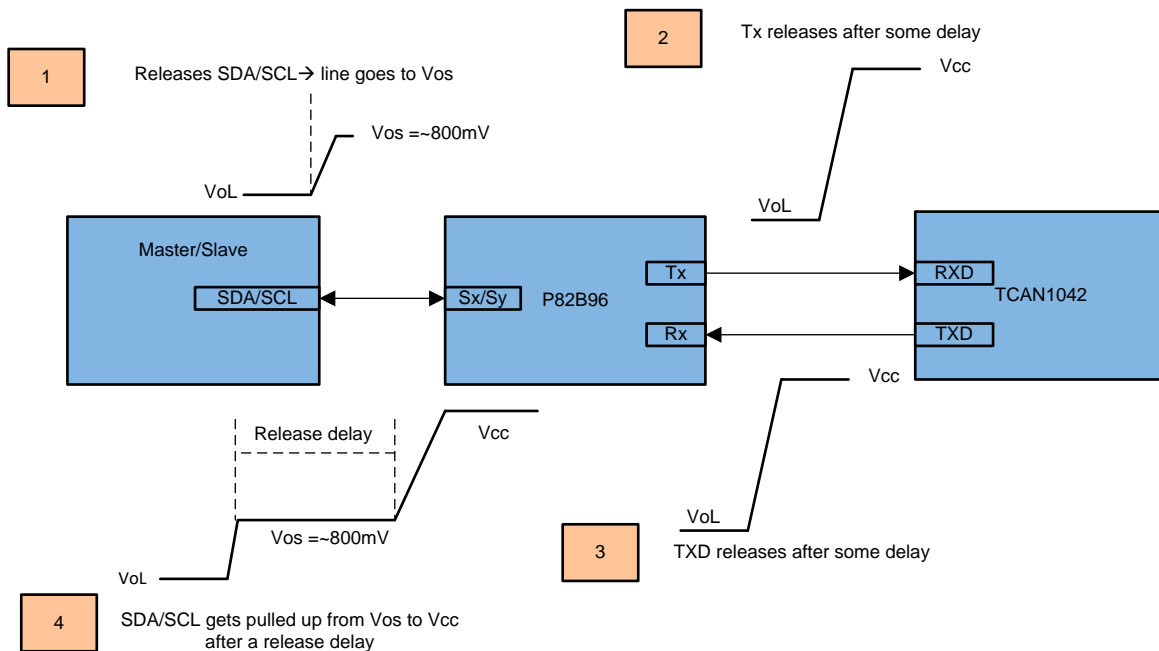 1
Releases SDA/SCL→ line goes to Vos
Vos =~800mV
VoL
2
Tx releases after some delay
Vcc
VoL
Master/Slave
SDA/SCL
Sx/Sy
P82B96
Tx
Rx
RXD
TCAN1042
TXD
Release delay
Vcc
Vos =~800mV
VoL
4
SDA/SCL gets pulled up from Vos to Vcc
after a release delay
Vcc
VoL
3
TXD releases after some delay